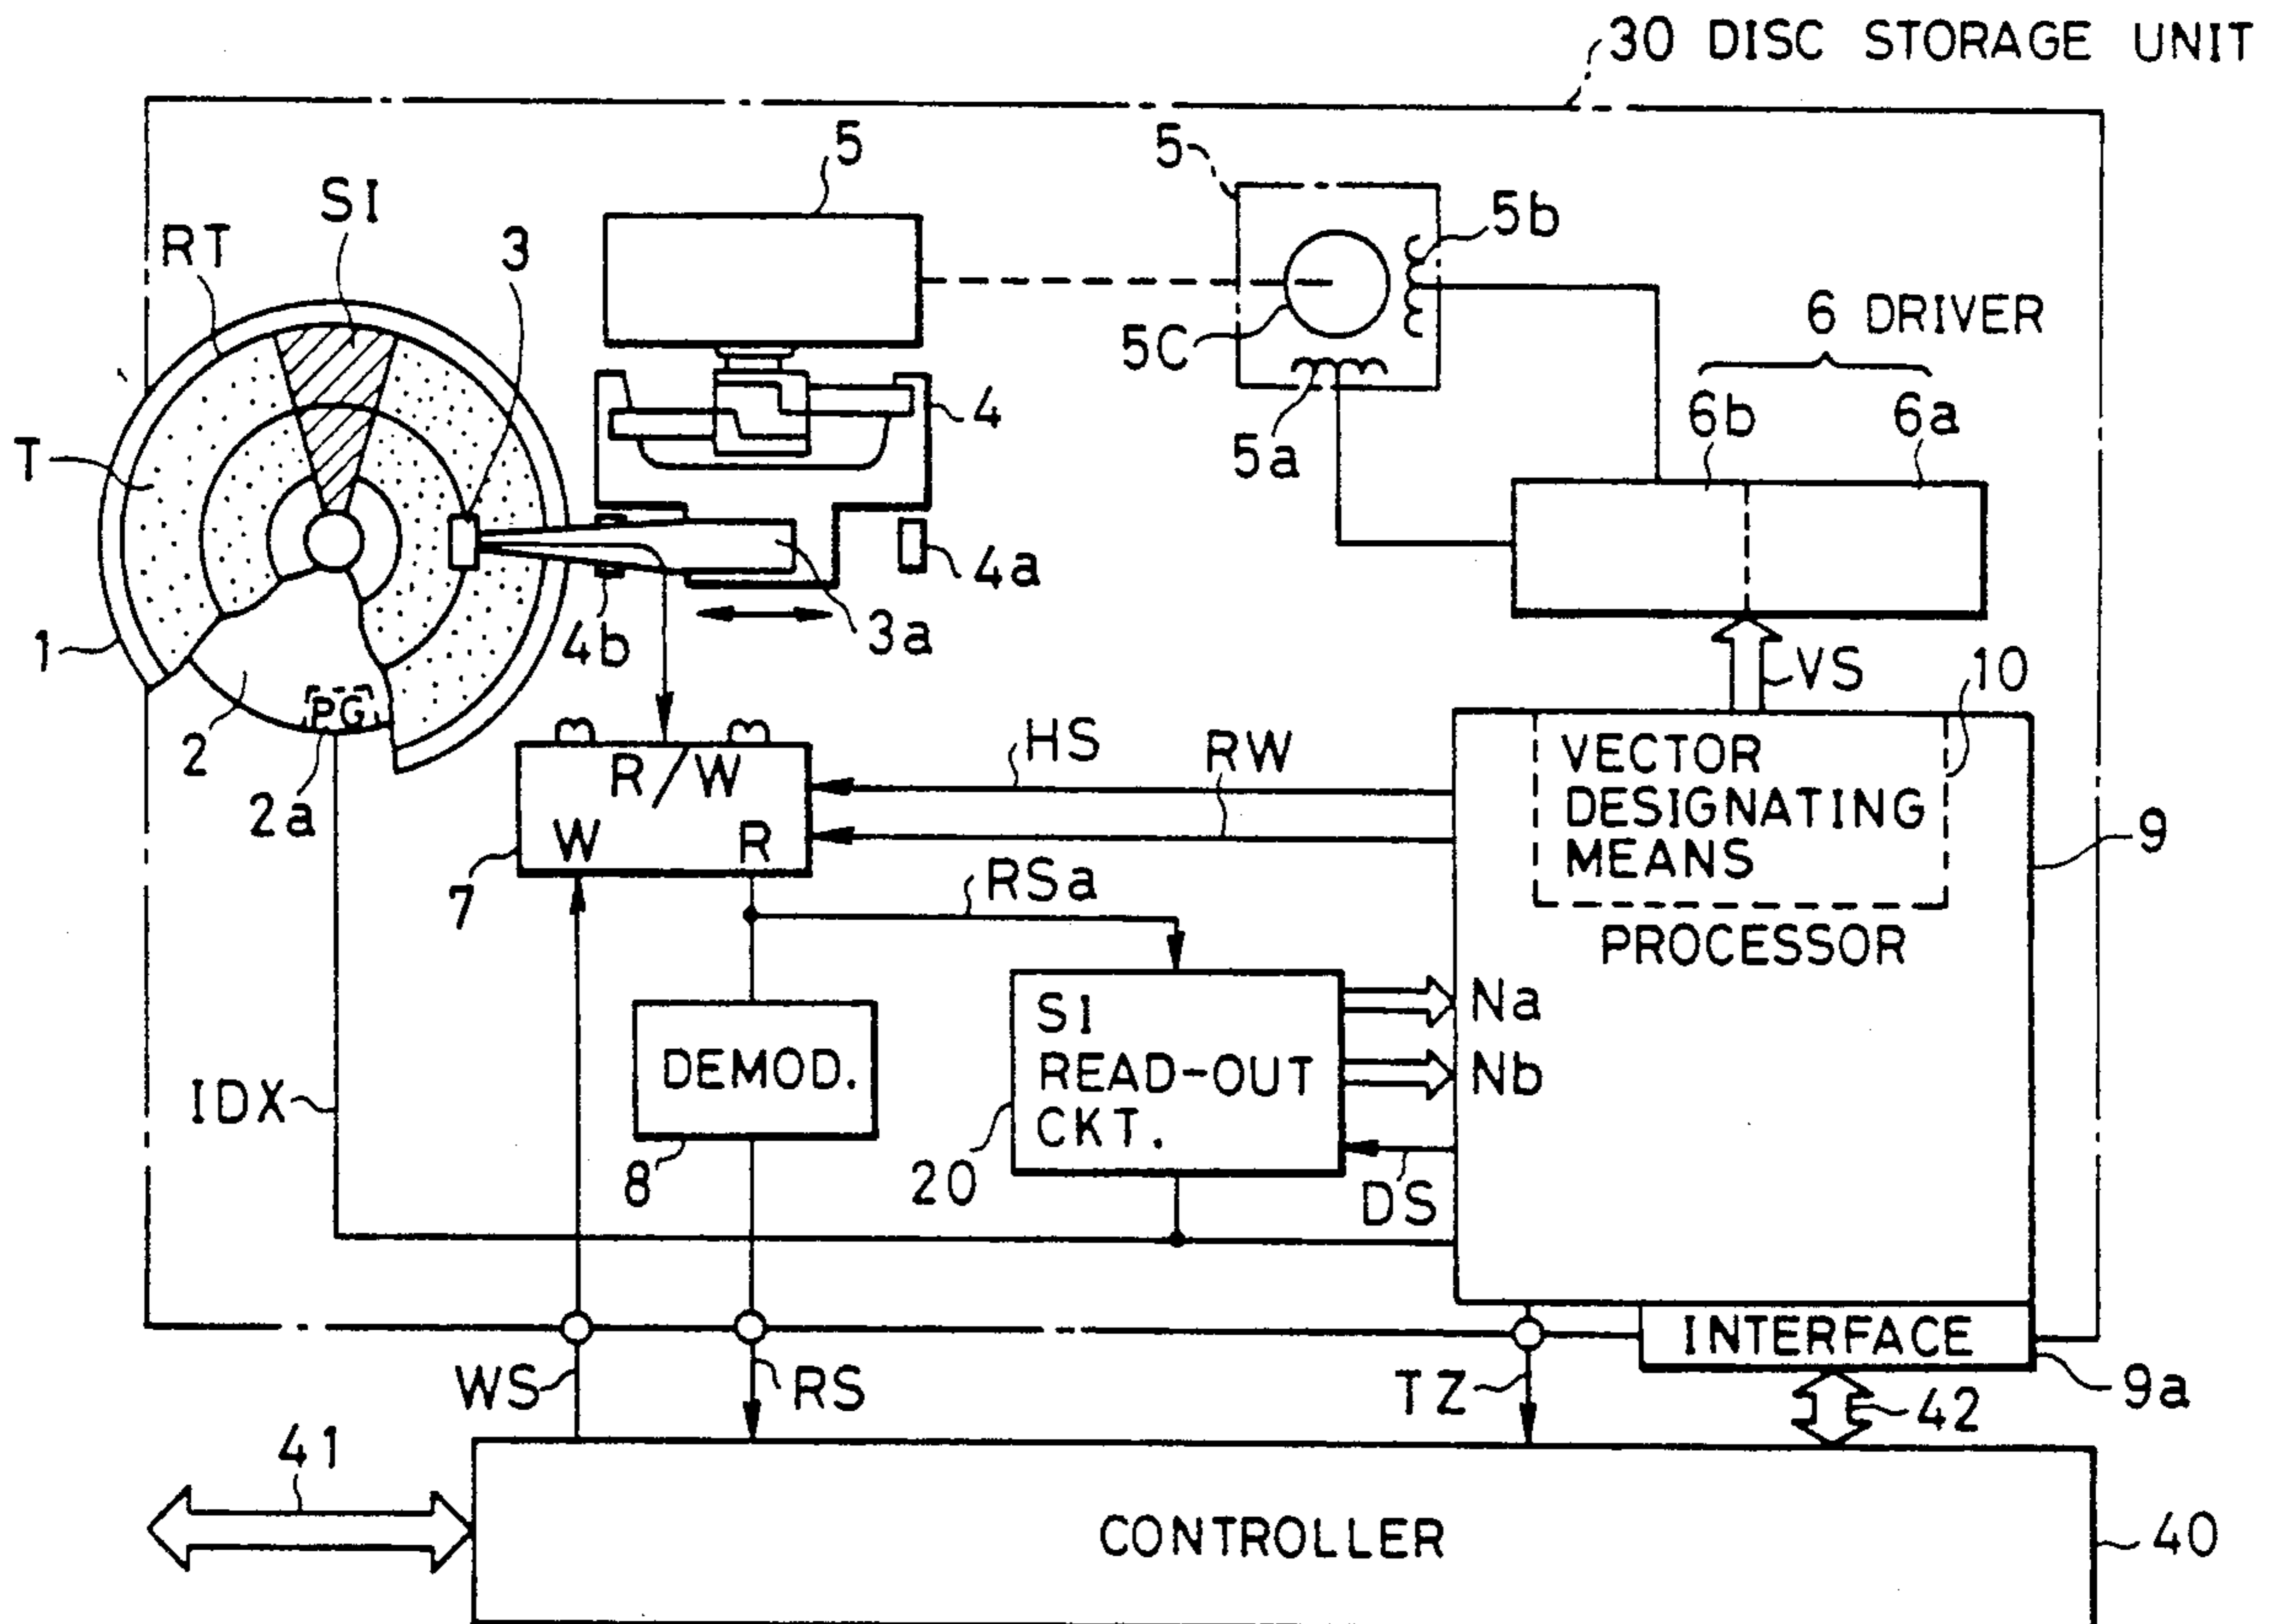 30 DISC STORAGE UNIT
5
5
SI
5b
RT
3
6 DRIVER
5C
4
6b
6a
T
5a
4a
3a
4b
1
VS
10
PG
2
HS
RW
VECTOR
DESIGNATING
MEANS
2a
R/W
W
R
9
7
RSa
PROCESSOR
SI
READ-OUT
CKT.
Na
DEMOD.
Nb
IDX
8
20
DS
INTERFACE
WS
RS
TZ
42
9a
41
CONTROLLER
40